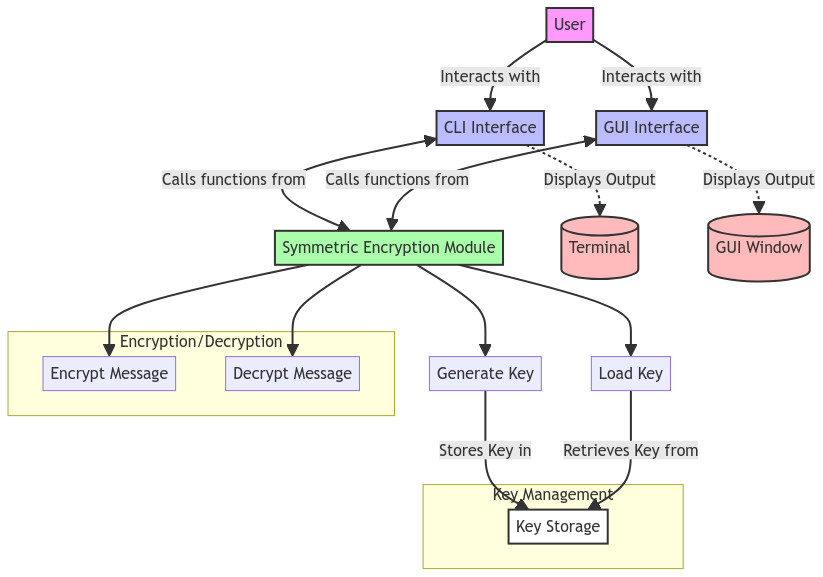 User
Interacts with
Interacts with
CLI Interface
GUI Interface
Calls functions from
Calls functions from
Displays Output
Displays Output
Symmetric Encryption Module
Terminal
GUI Window
Encryption/Decryption
Encrypt Message
Decrypt Message
Generate Key
Load Key
Stores Key in
Retrieves Key from
Key Management
Key Storage